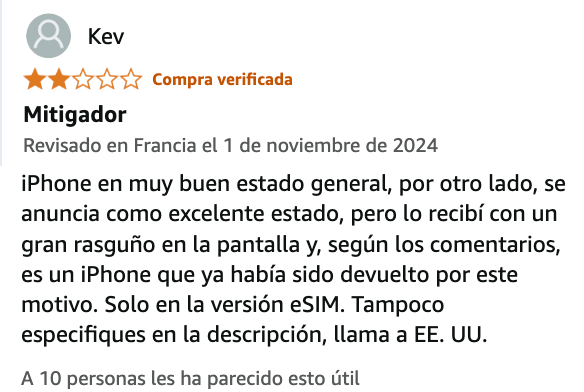 Kev
Compra verificada
Mitigador
Revisado en Francia el 1 de noviembre de 2024
iPhone en muy buen estado general, por otro lado, se
anuncia como excelente estado, pero lo recibí con un
gran rasguño en la pantalla y, según los comentarios,
es un iPhone que ya había sido devuelto por este
motivo. Solo en la versión eSIM. Tampoco
especifiques en la descripción, llama a EE. UU.
A 10 personas les ha parecido esto útil